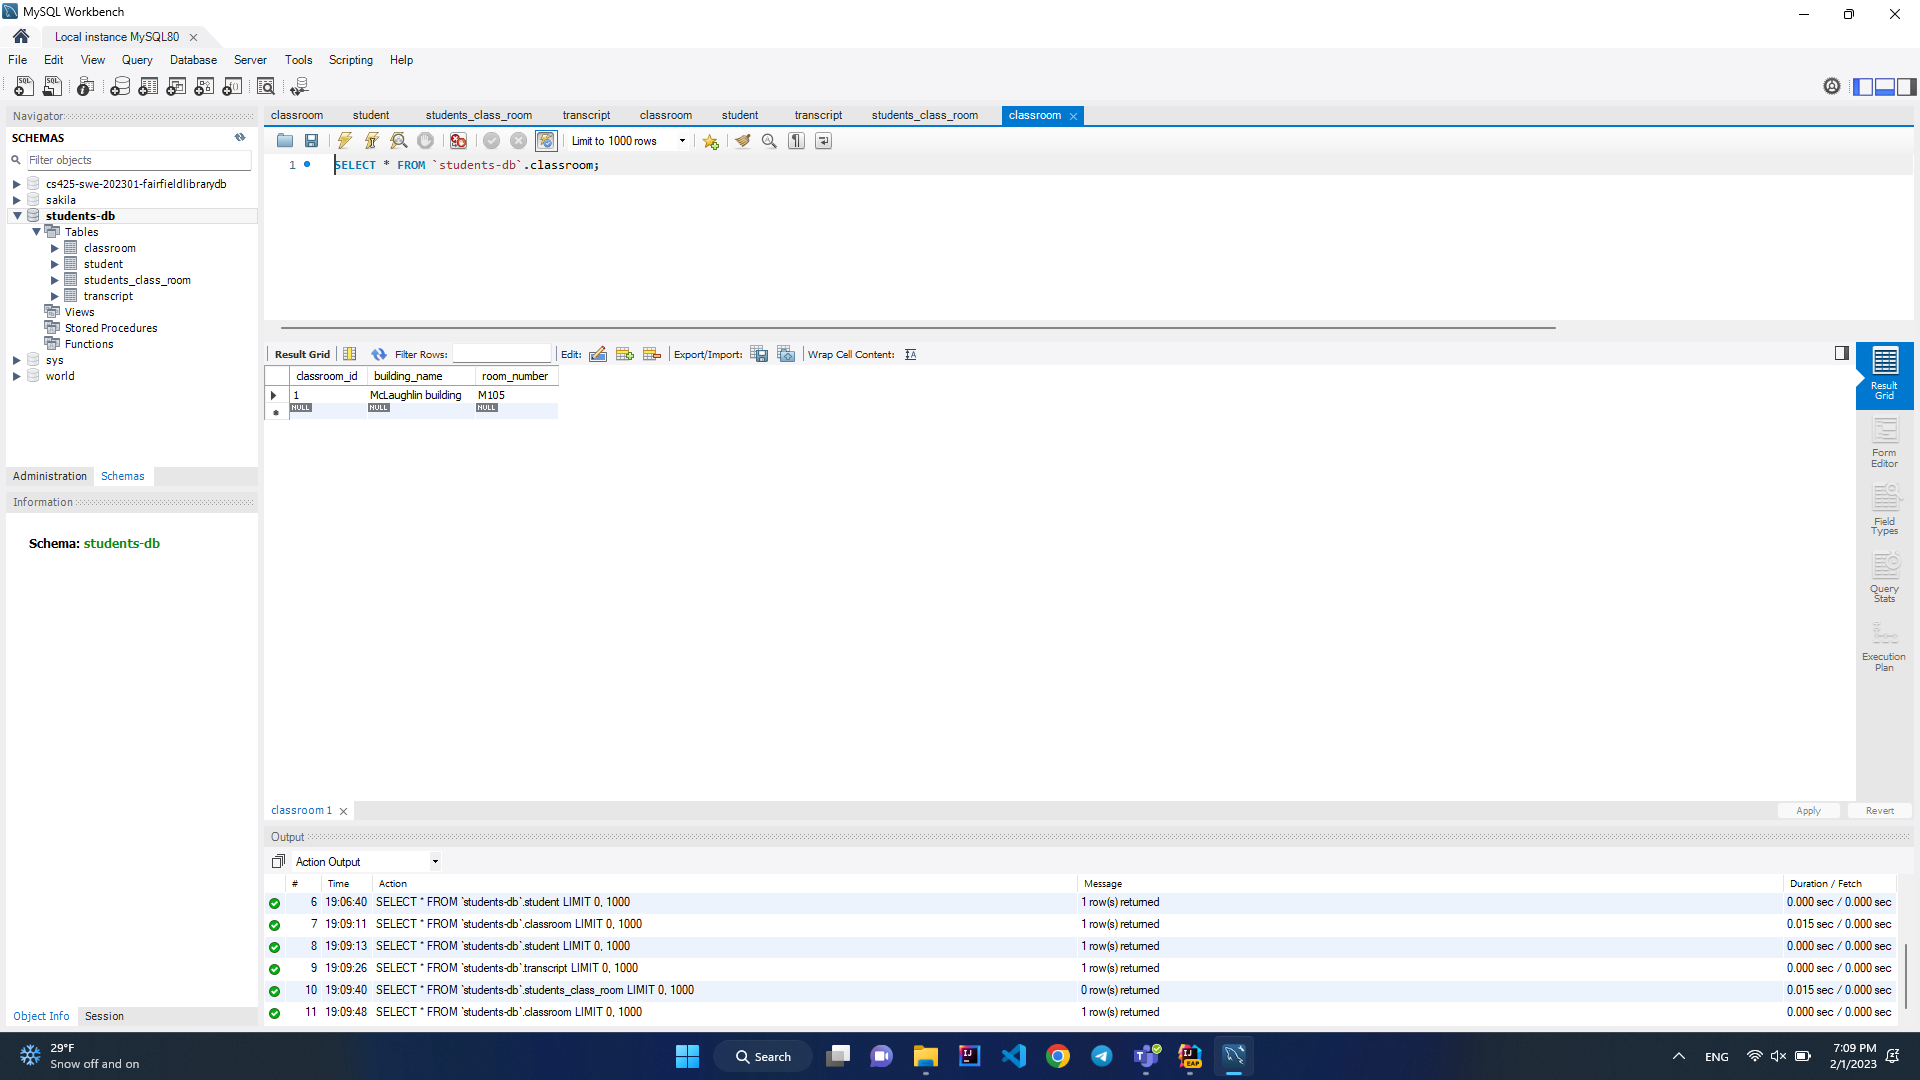 MySQL Workbench
Local instance MySQL80
File Edit View Query Database Server Tools Scripting Help
Navigator
SCHEMAS
Filter objects
cs425-swe-202301-fairfieldlibrarydb
sakila
students-db
Tables
classroom
student
students_class_room
transcript
Views
Stored Procedures
Functions
sys
world
Administration Schemas
Information
Schema: students-db
Object Info Session
classroom student students_class_room transcript classroom student transcript students_class_room classroom
Limit to 1000 rows
1 SELECT * FROM `students-db`.classroom;
Result Grid Filter Rows: Edit: Export/Import: Wrap Cell Content:
classroom_id building_name room_number
1 McLaughlin building M105
NULL NULL NULL
Result Grid
Form Editor
Field Types
Query Stats
Execution Plan
classroom 1 Apply Revert
Output
Action Output
# Time Action Message Duration / Fetch
6 19:06:40 SELECT * FROM `students-db`.student LIMIT 0, 1000 1 row(s) returned 0.000 sec / 0.000 sec
7 19:09:11 SELECT * FROM `students-db`.classroom LIMIT 0, 1000 1 row(s) returned 0.015 sec / 0.000 sec
8 19:09:13 SELECT * FROM `students-db`.student LIMIT 0, 1000 1 row(s) returned 0.000 sec / 0.000 sec
9 19:09:26 SELECT * FROM `students-db`.transcript LIMIT 0, 1000 1 row(s) returned 0.000 sec / 0.000 sec
10 19:09:40 SELECT * FROM `students-db`.students_class_room LIMIT 0, 1000 0 row(s) returned 0.015 sec / 0.000 sec
11 19:09:48 SELECT * FROM `students-db`.classroom LIMIT 0, 1000 1 row(s) returned 0.000 sec / 0.000 sec
29°F
Snow off and on
Search
ENG
7:09 PM
2/1/2023